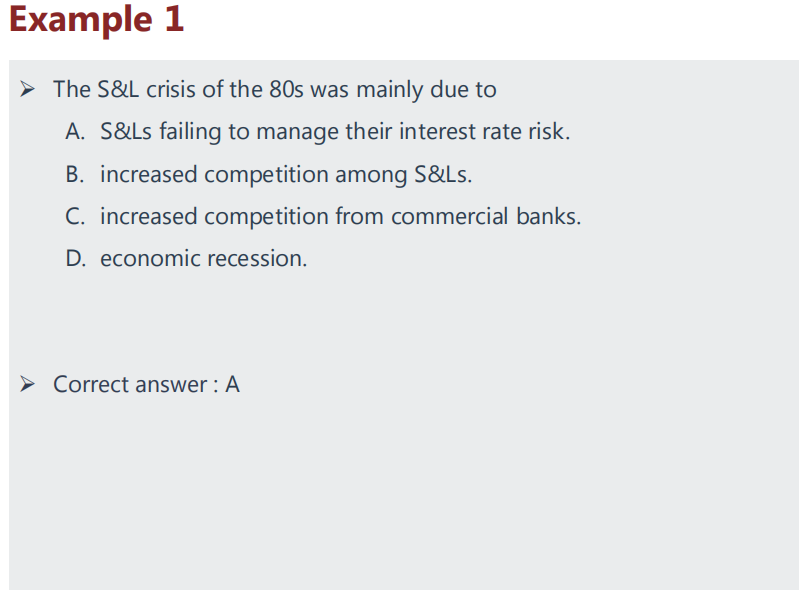 Example 1
➢ The S&L crisis of the 80s was mainly due to
A. S&Ls failing to manage their interest rate risk.
B. increased competition among S&Ls.
C. increased competition from commercial banks.
D. economic recession.
➢ Correct answer : A